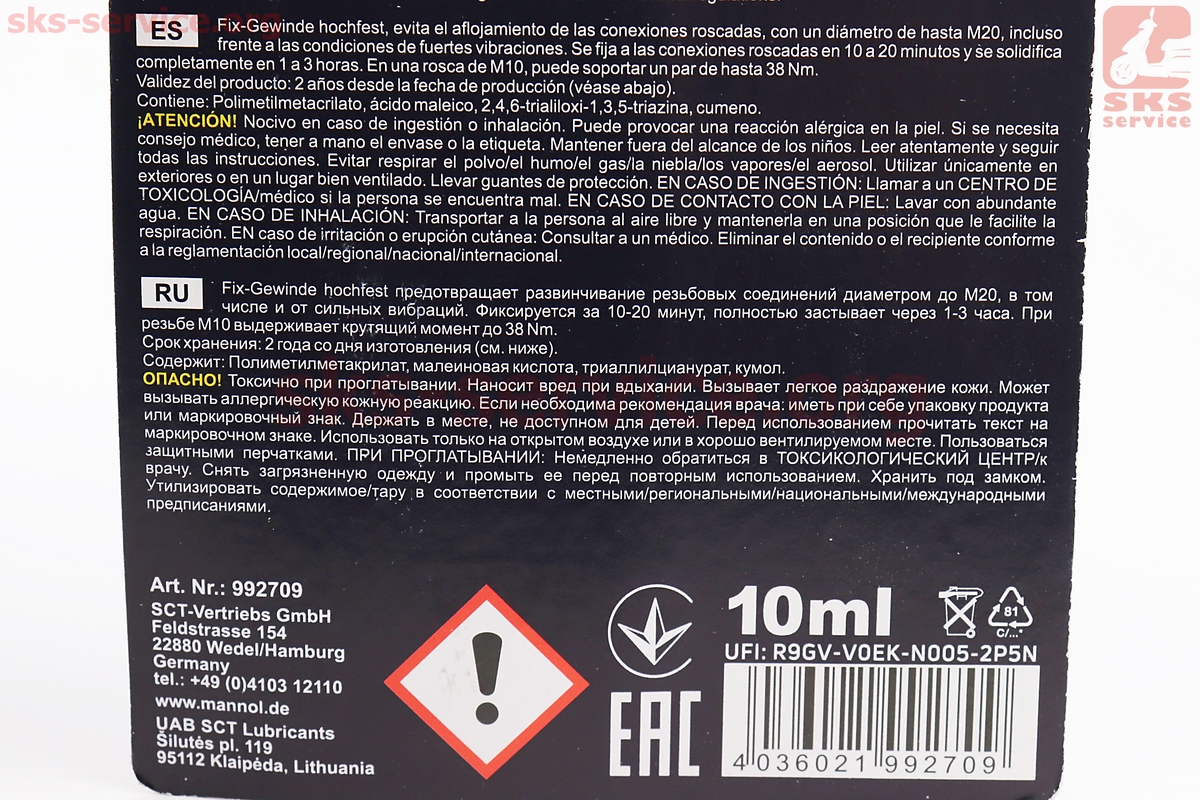 sks-service.org
ES
Fix-Gewinde hochfest, evita el aflojamiento de las conexiones roscadas, con un diámetro de hasta M20, incluso
frente a las condiciones de fuertes vibraciones. Se fija a las conexiones roscadas en 10 a 20 minutos y se solidifica
completamente en 1 a 3 horas. En una rosca de M10, puede soportar un par de hasta 38 Nm.
Validez del producto: 2 años desde la fecha de producción (véase abajo).
Contiene: Polimetilmetacrilato, ácido maleico, 2,4,6-trialiloxi-1,3,5-triazina, cumeno.
¡ATENCIÓN! Nocivo en caso de ingestión o inhalación. Puede provocar una reacción alérgica en la piel. Si se necesita
consejo médico, tener a mano el envase o la etiqueta. Mantener fuera del alcance de los niños. Leer atentamente y seguir
todas las instrucciones. Evitar respirar el polvo/el humo/el gas/la niebla/los vapores/el aerosol. Utilizar únicamente en
exteriores o en un lugar bien ventilado. Llevar guantes de protección. EN CASO DE INGESTIÓN: Llamar a un CENTRO DE
TOXICOLOGÍA/médico si la persona se encuentra mal. EN CASO DE CONTACTO CON LA PIEL: Lavar con abundante
agua. EN CASO DE INHALACIÓN: Transportar a la persona al aire libre y mantenerla en una posición que le facilite la
respiración. EN caso de irritación o erupción cutánea: Consultar a un médico. Eliminar el contenido o el recipiente conforme
a la reglamentación local/regional/nacional/internacional.
RU
Fix-Gewinde hochfest предотвращает развинчивание резьбовых соединений диаметром до M20, в том
числе и от сильных вибраций. Фиксируется за 10-20 минут, полностью застывает через 1-3 часа. При
резьбе M10 выдерживает крутящий момент до 38 Nm.
Срок хранения: 2 года со дня изготовления (см. ниже).
Содержит: Полиметилметакрилат, малеиновая кислота, триаллилцианурат, кумол.
ОПАСНО! Токсично при проглатывании. Наносит вред при вдыхании. Вызывает легкое раздражение кожи. Может
вызывать аллергическую кожную реакцию. Если необходима рекомендация врача: иметь при себе упаковку продукта
или маркировочный знак. Держать в месте, не доступном для детей. Перед использованием прочитать текст на
маркировочном знаке. Использовать только на открытом воздухе или в хорошо вентилируемом месте. Пользоваться
защитными перчатками. ПРИ ПРОГЛАТЫВАНИИ: Немедленно обратиться в ТОКСИКОЛОГИЧЕСКИЙ ЦЕНТР/к
врачу. Снять загрязненную одежду и промыть ее перед повторным использованием. Хранить под замком.
Утилизировать содержимое/тару в соответствии с местными/региональными/национальными/международными
предписаниями.
Art. Nr.: 992709
SCT-Vertriebs GmbH
Feldstrasse 154
22880 Wedel/Hamburg
Germany
tel.: +49 (0)4103 12110
www.mannol.de
UAB SCT Lubricants
Šilutės pl. 119
95112 Klaipėda, Lithuania
EAC
10ml
81
C/...*
UFI: R9GV-V0EK-N005-2P5N
4 036021 992709
SKS
service